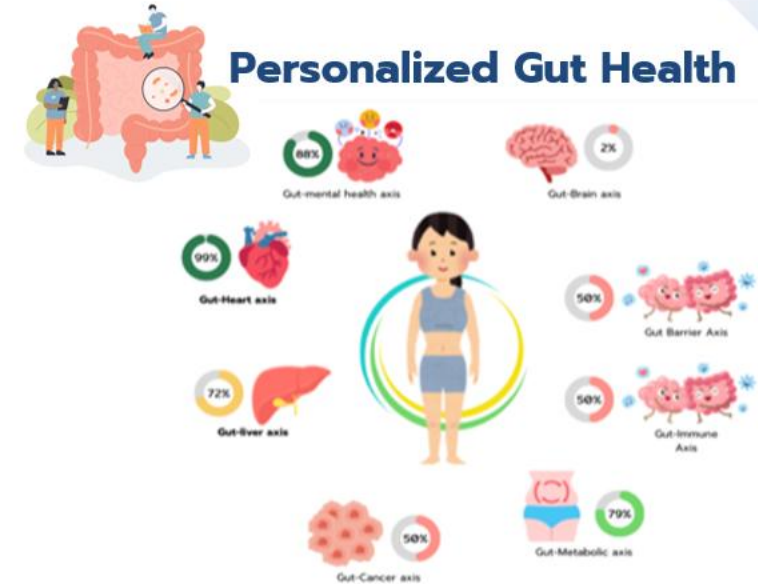 Personalized Gut Health
88%
Gut-mental health axis
2%
Gut-Brain axis
99%
Gut-Heart axis
50%
Gut Barrier Axis
72%
Gut-liver axis
50%
Gut-Immune
Axis
50%
Gut-Cancer axis
79%
Gut-Metabolic axis